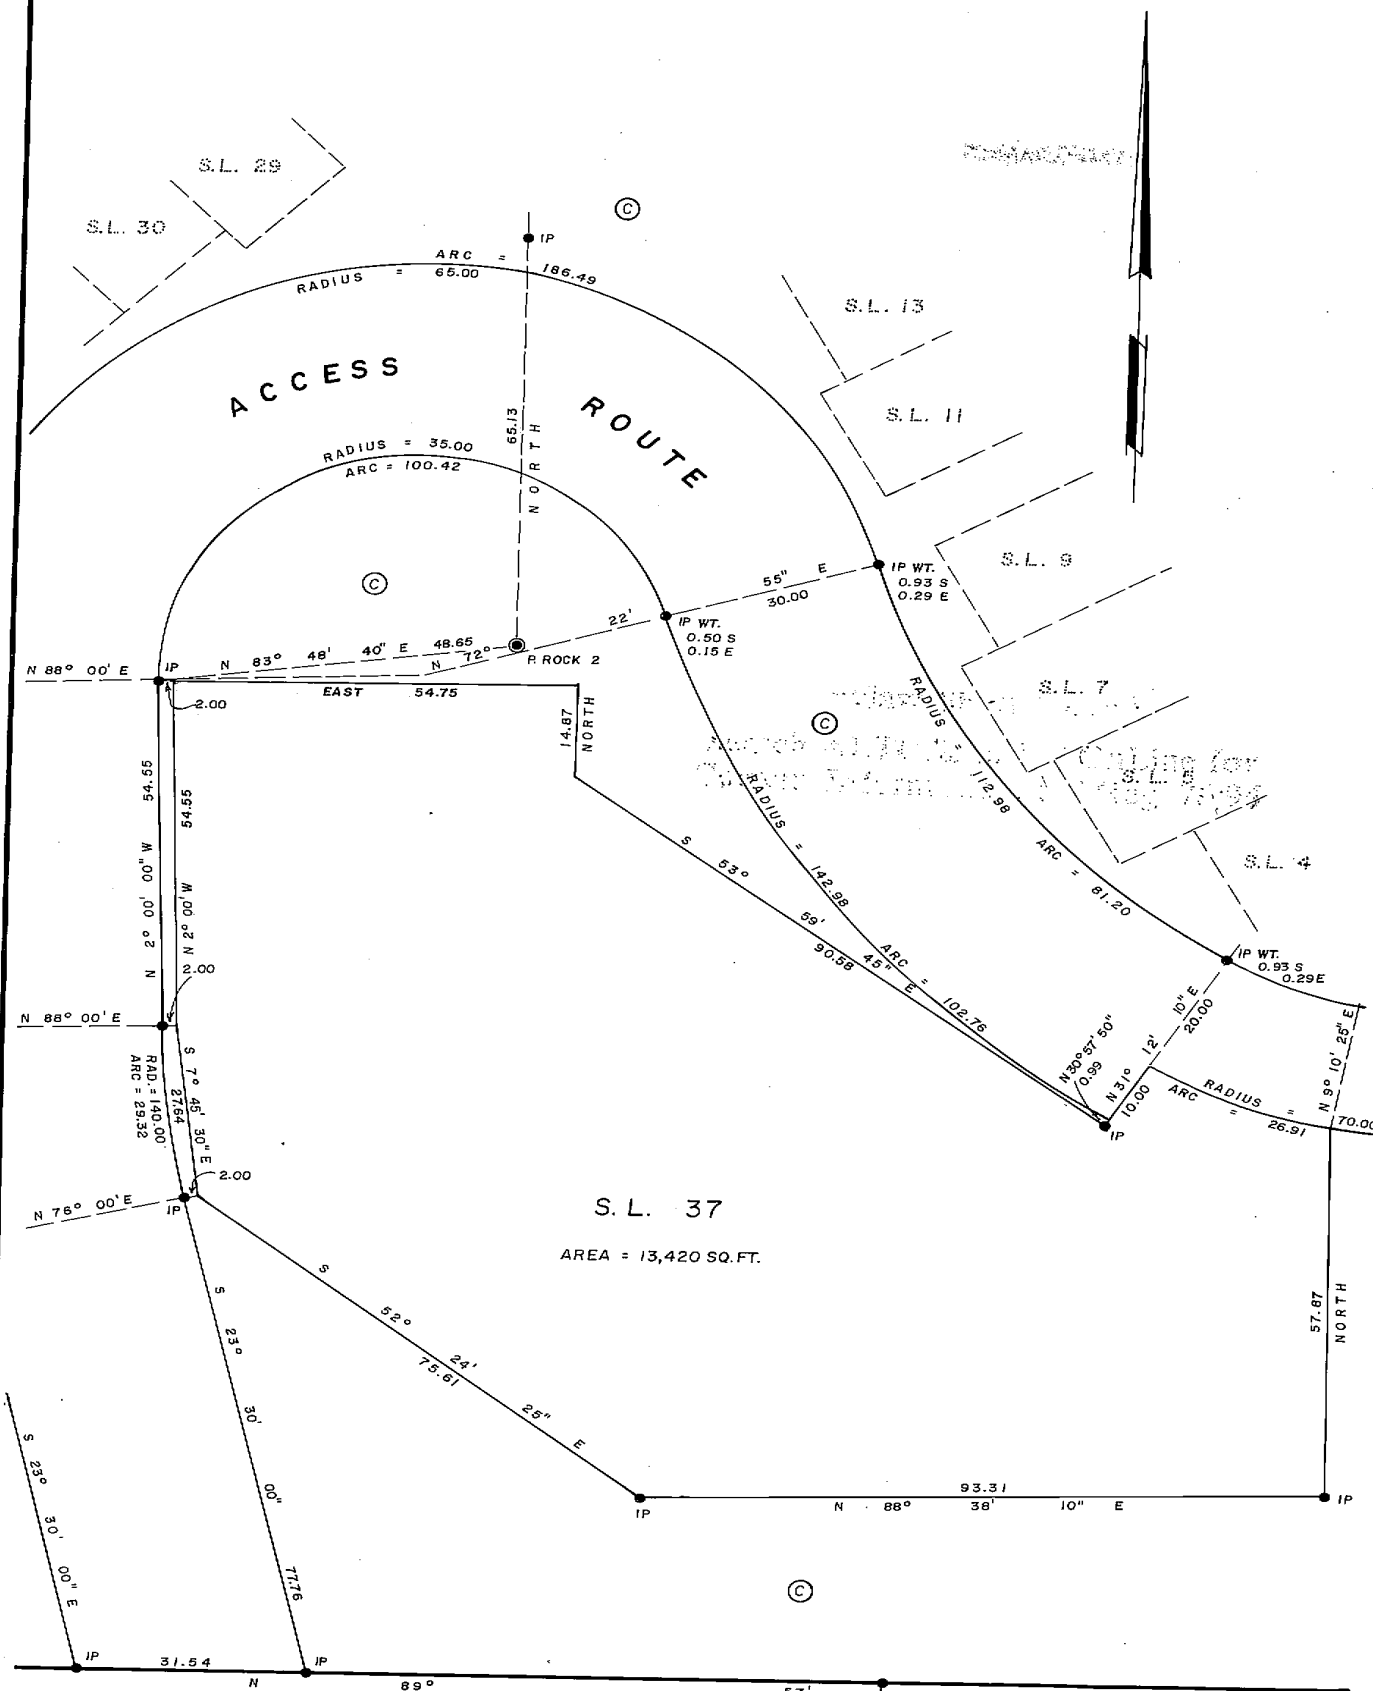 S.L. 29
S.L. 30
C
IP
ARC = 186.49
RADIUS = 65.00
S.L. 13
ACCESS ROUTE
S.L. 11
65.13
NORTH
RADIUS = 35.00
ARC = 100.42
S.L. 9
C
55" E
30.00
IP WT.
0.93 S
0.29 E
22'
IP WT.
0.50 S
0.15 E
N 83° 48' 40" E 48.65
N 72°
P. ROCK 2
N 88° 00' E
IP
EAST 54.75
2.00
14.87
NORTH
S.L. 7
C
RADIUS = 112.98
ARC = 81.20
Calling for
S.L. 4
54.55
N 2° 00' 00" W
54.55
N 2° 00' W
RADIUS = 142.98
ARC = 102.76
S 53° 59' 45" E
90.58
IP WT.
0.93 S
0.29 E
2.00
N 88° 00' E
10" E
20.00
N 31° 12'
10.00
N 30° 57' 50"
0.99
IP
N 9° 10' 25" E
RADIUS = 70.00
ARC = 26.91
RAD. = 140.00
ARC = 29.32
S 7° 45' 30" E
27.64
2.00
N 76° 00' E
IP
S.L. 37
AREA = 13,420 SQ. FT.
S 52° 24' 25" E
75.61
57.87
NORTH
S 23° 30' 00"
77.76
93.31
N 88° 38' 10" E
IP
IP
S 23° 30' 00" E
C
IP
31.54
IP
N 89° 57'